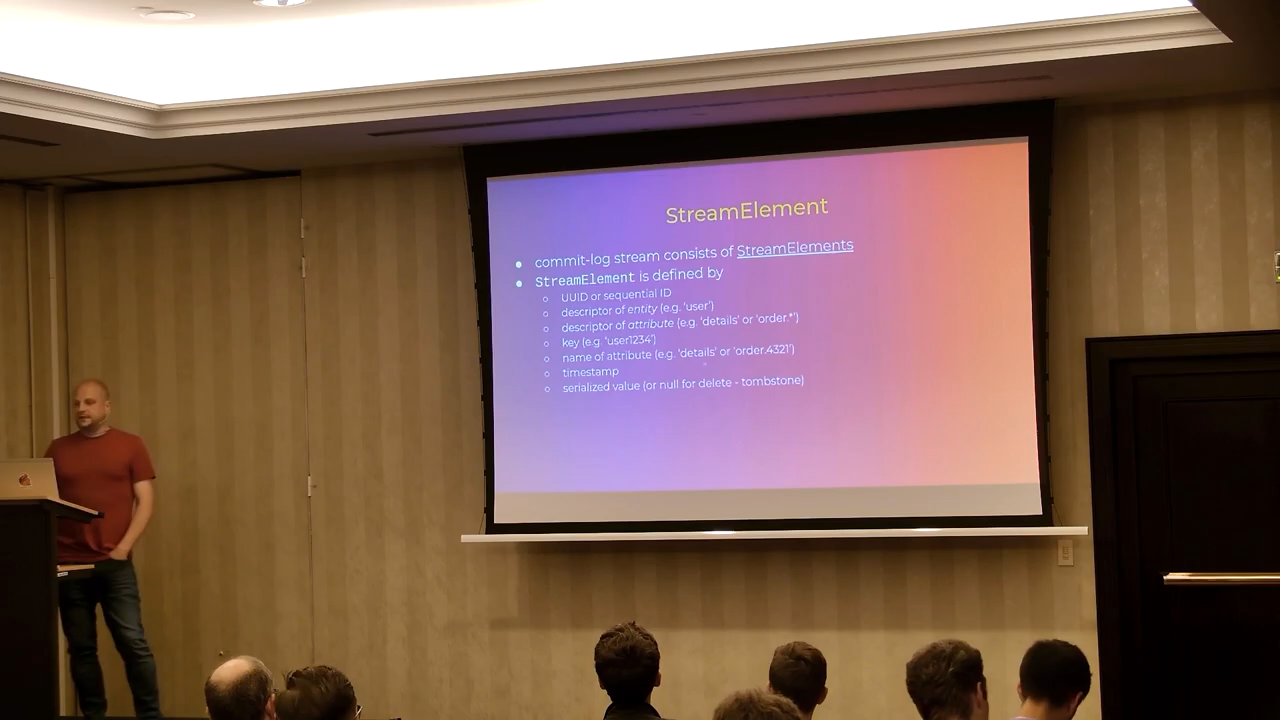 StreamElement
● commit-log stream consists of StreamElements
● StreamElement is defined by
○ UUID or sequential ID
○ descriptor of entity (e.g. 'user')
○ descriptor of attribute (e.g. 'details' or 'order.*')
○ key (e.g. 'user1234')
○ name of attribute (e.g. 'details' or 'order.4321')
○ timestamp
○ serialized value (or null for delete - tombstone)